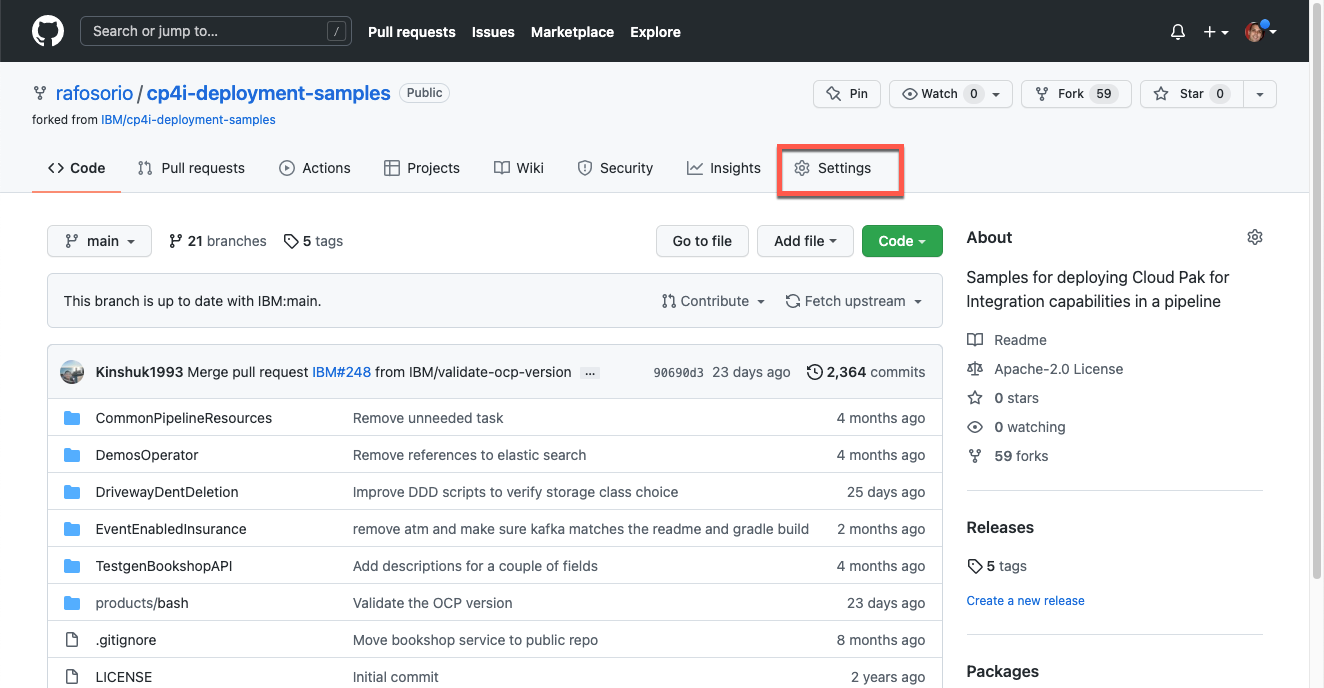 Search or jump to... /
Pull requests Issues Marketplace Explore
rafosorio / cp4i-deployment-samples Public
Pin Watch 0 Fork 59 Star 0
forked from IBM/cp4i-deployment-samples
Code Pull requests Actions Projects Wiki Security Insights Settings
main 21 branches 5 tags Go to file Add file Code
This branch is up to date with IBM:main. Contribute Fetch upstream
Kinshuk1993 Merge pull request IBM#248 from IBM/validate-ocp-version ... 90690d3 23 days ago 2,364 commits
CommonPipelineResources Remove unneeded task 4 months ago
DemosOperator Remove references to elastic search 4 months ago
DrivewayDentDeletion Improve DDD scripts to verify storage class choice 25 days ago
EventEnabledInsurance remove atm and make sure kafka matches the readme and gradle build 2 months ago
TestgenBookshopAPI Add descriptions for a couple of fields 4 months ago
products/bash Validate the OCP version 23 days ago
.gitignore Move bookshop service to public repo 8 months ago
LICENSE Initial commit 2 years ago
About
Samples for deploying Cloud Pak for
Integration capabilities in a pipeline
Readme
Apache-2.0 License
0 stars
0 watching
59 forks
Releases
5 tags
Create a new release
Packages